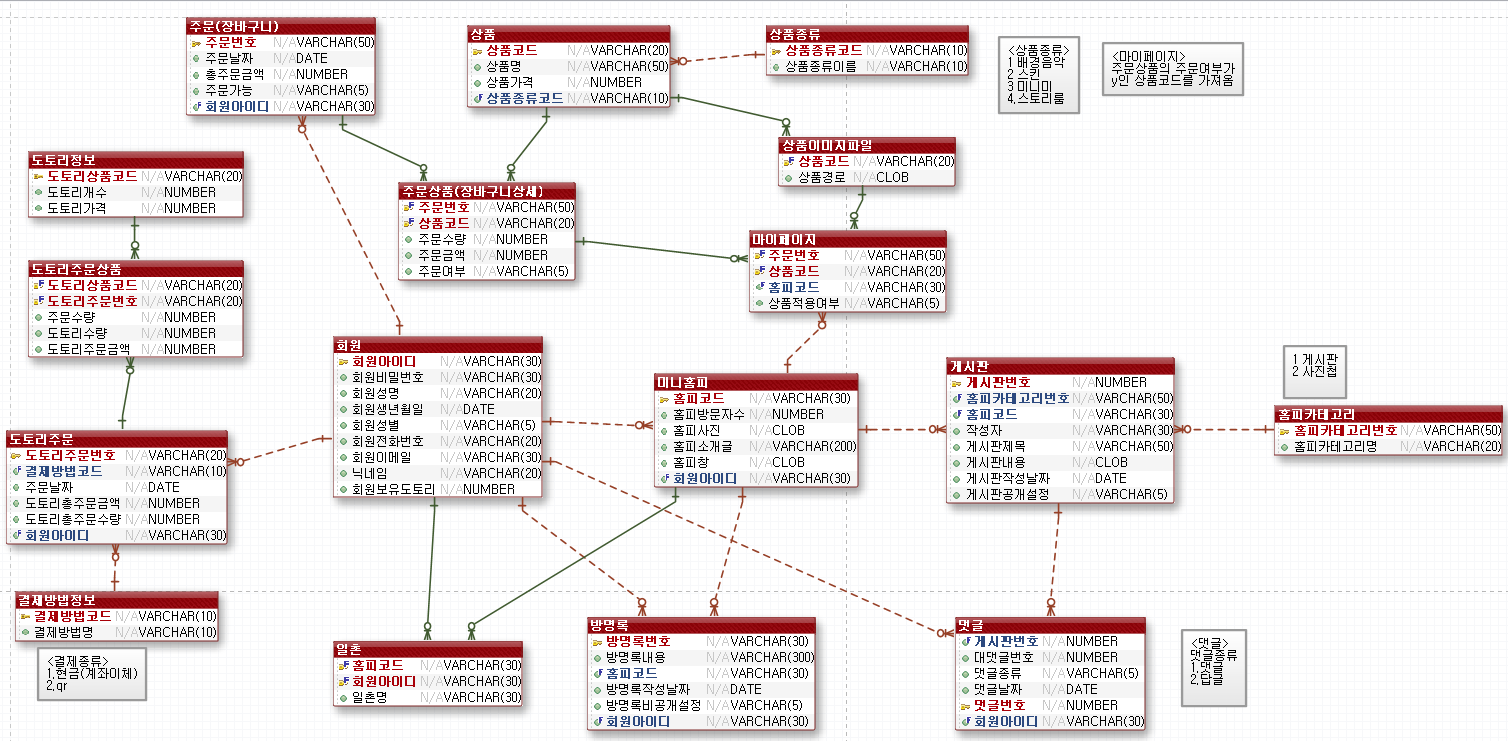 주문(장바구니)
주문번호 N/A VARCHAR(50)
주문날짜 N/A DATE
총주문금액 N/A NUMBER
주문가능 N/A VARCHAR(5)
회원아이디 N/A VARCHAR(30)
상품
상품코드 N/A VARCHAR(20)
상품명 N/A VARCHAR(50)
상품가격 N/A NUMBER
상품종류코드 N/A VARCHAR(10)
상품종류
상품종류코드 N/A VARCHAR(10)
상품종류이름 N/A VARCHAR(10)
<상품종류>
1 배경음악
2 스킨
3 미니미
4,스토리룸
<마이페이지>
주문상품의 주문여부가
y인 상품코드를 가져옴
상품이미지파일
상품코드 N/A VARCHAR(20)
상품경로 N/A CLOB
도토리정보
도토리상품코드 N/A VARCHAR(20)
도토리개수 N/A NUMBER
도토리가격 N/A NUMBER
주문상품(장바구니상세)
주문번호 N/A VARCHAR(50)
상품코드 N/A VARCHAR(20)
주문수량 N/A NUMBER
주문금액 N/A NUMBER
주문여부 N/A VARCHAR(5)
마이페이지
주문번호 N/A VARCHAR(50)
상품코드 N/A VARCHAR(20)
홈피코드 N/A VARCHAR(30)
상품적용여부 N/A VARCHAR(5)
도토리주문상품
도토리상품코드 N/A VARCHAR(20)
도토리주문번호 N/A VARCHAR(20)
주문수량 N/A NUMBER
도토리수량 N/A NUMBER
도토리주문금액 N/A NUMBER
회원
회원아이디 N/A VARCHAR(30)
회원비밀번호 N/A VARCHAR(30)
회원성명 N/A VARCHAR(20)
회원생년월일 N/A DATE
회원성별 N/A VARCHAR(5)
회원전화번호 N/A VARCHAR(20)
회원이메일 N/A VARCHAR(30)
닉네임 N/A VARCHAR(20)
회원보유도토리 N/A NUMBER
미니홈피
홈피코드 N/A VARCHAR(30)
홈피방문자수 N/A NUMBER
홈피사진 N/A CLOB
홈피소개글 N/A VARCHAR(200)
홈피창 N/A CLOB
회원아이디 N/A VARCHAR(30)
게시판
게시판번호 N/A NUMBER
홈피카테고리번호 N/A VARCHAR(50)
홈피코드 N/A VARCHAR(30)
작성자 N/A VARCHAR(30)
게시판제목 N/A VARCHAR(50)
게시판내용 N/A CLOB
게시판작성날짜 N/A DATE
게시판공개설정 N/A VARCHAR(5)
1 게시판
2 사진첩
홈피카테고리
홈피카테고리번호 N/A VARCHAR(50)
홈피카테고리명 N/A VARCHAR(20)
도토리주문
도토리주문번호 N/A VARCHAR(20)
결제방법코드 N/A VARCHAR(10)
주문날짜 N/A DATE
도토리총주문금액 N/A NUMBER
도토리총주문수량 N/A NUMBER
회원아이디 N/A VARCHAR(30)
결제방법정보
결제방법코드 N/A VARCHAR(10)
결제방법명 N/A VARCHAR(10)
<결제종류>
1,현금(계좌이체)
2,qr
일촌
홈피코드 N/A VARCHAR(30)
회원아이디 N/A VARCHAR(30)
일촌명 N/A VARCHAR(30)
방명록
방명록번호 N/A VARCHAR(30)
방명록내용 N/A VARCHAR(300)
홈피코드 N/A VARCHAR(30)
방명록작성날짜 N/A DATE
방명록비공개설정 N/A VARCHAR(5)
회원아이디 N/A VARCHAR(30)
댓글
게시판번호 N/A NUMBER
대댓글번호 N/A NUMBER
댓글종류 N/A VARCHAR(5)
댓글날짜 N/A DATE
댓글번호 N/A NUMBER
회원아이디 N/A VARCHAR(30)
<댓글>
댓글종류
1,댓글
2,답글